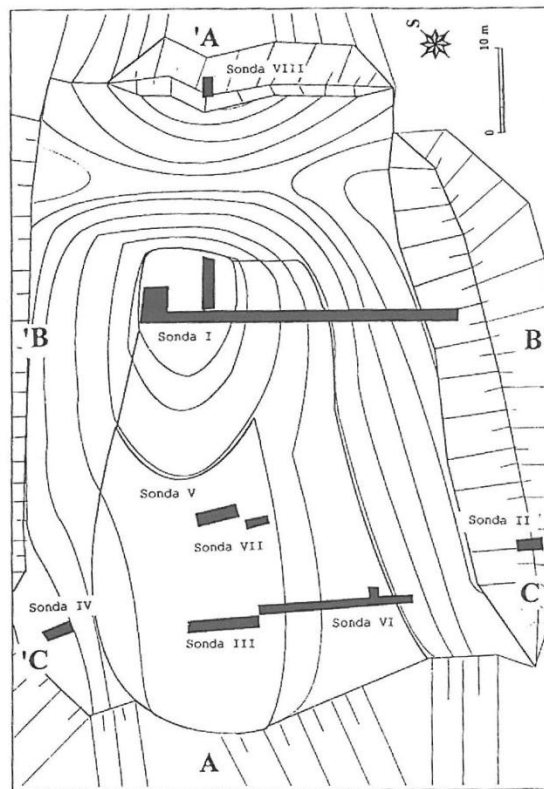 'A
S
Sonda VIII
10 m
0
'B
Sonda I
B
Sonda V
Sonda VII
Sonda II
Sonda IV
'C
Sonda III
Sonda VI
C
A